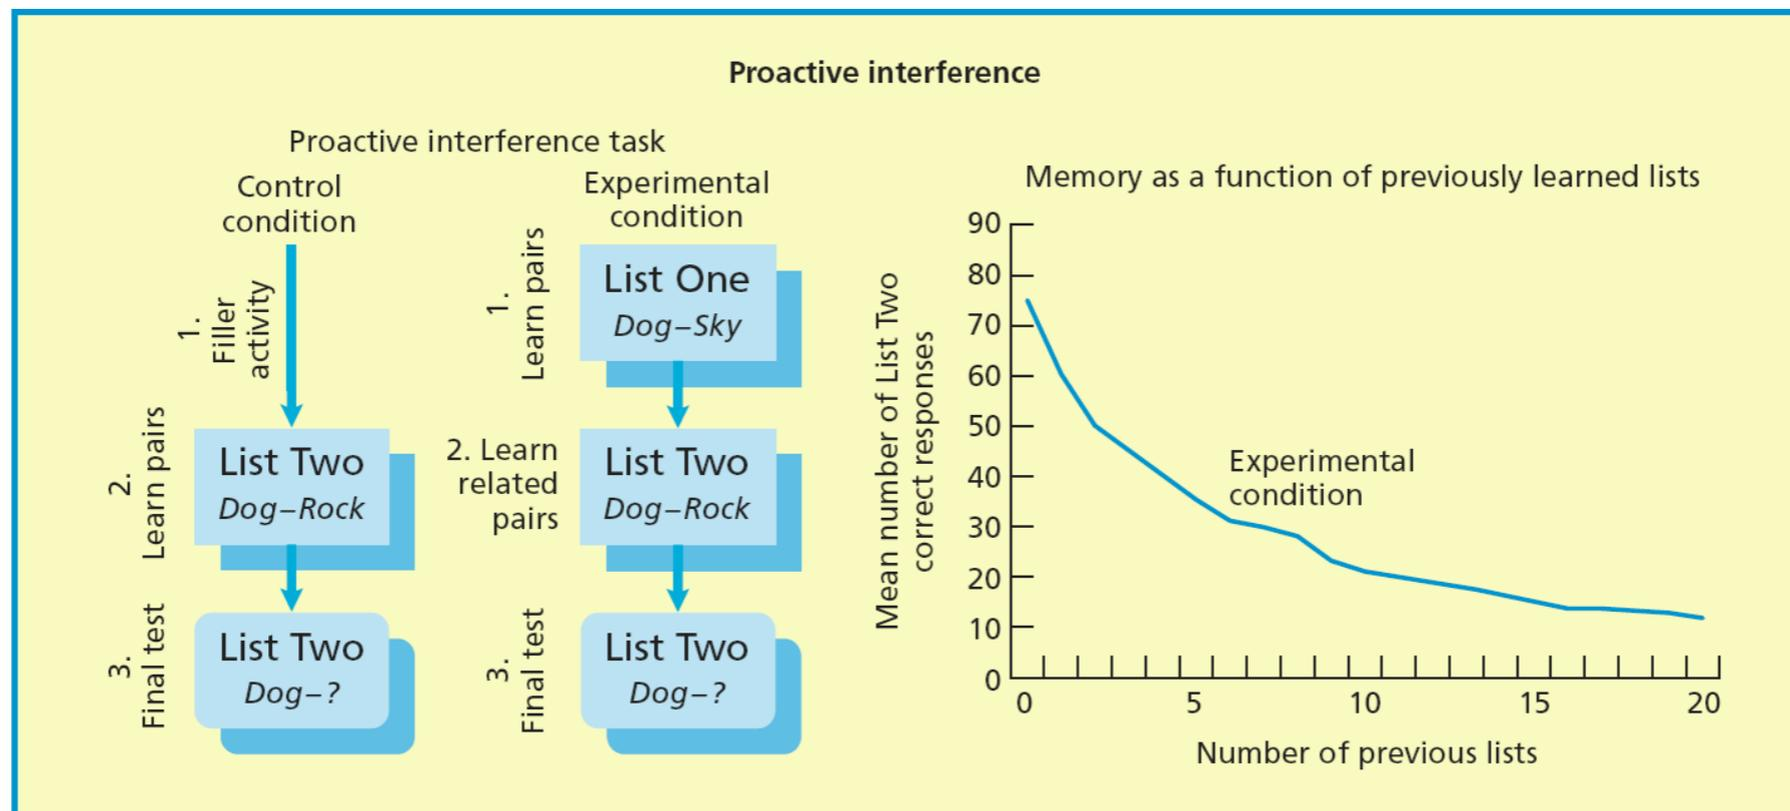 Proactive interference
Proactive interference task
Control
condition
1.
Filler
activity
2.
Learn pairs
List Two
Dog–Rock
3.
Final test
List Two
Dog–?
Experimental
condition
1.
Learn pairs
List One
Dog–Sky
2. Learn
related
pairs
List Two
Dog–Rock
3.
Final test
List Two
Dog–?
Memory as a function of previously learned lists
Mean number of List Two
correct responses
90
80
70
60
50
40
30
20
10
0
Experimental
condition
0 5 10 15 20
Number of previous lists